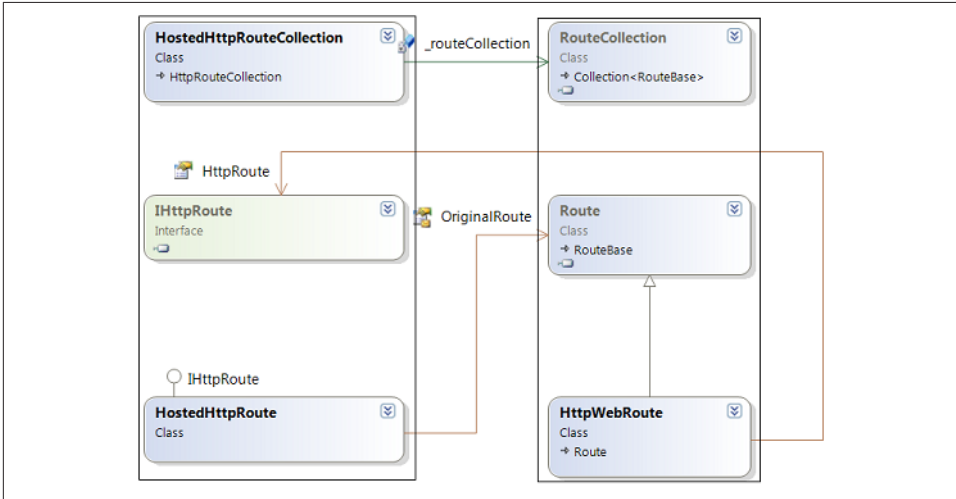 HostedHttpRouteCollection
Class
HttpRouteCollection
_routeCollection
RouteCollection
Class
Collection<RouteBase>
HttpRoute
IHttpRoute
Interface
OriginalRoute
Route
Class
RouteBase
IHttpRoute
HostedHttpRoute
Class
HttpWebRoute
Class
Route